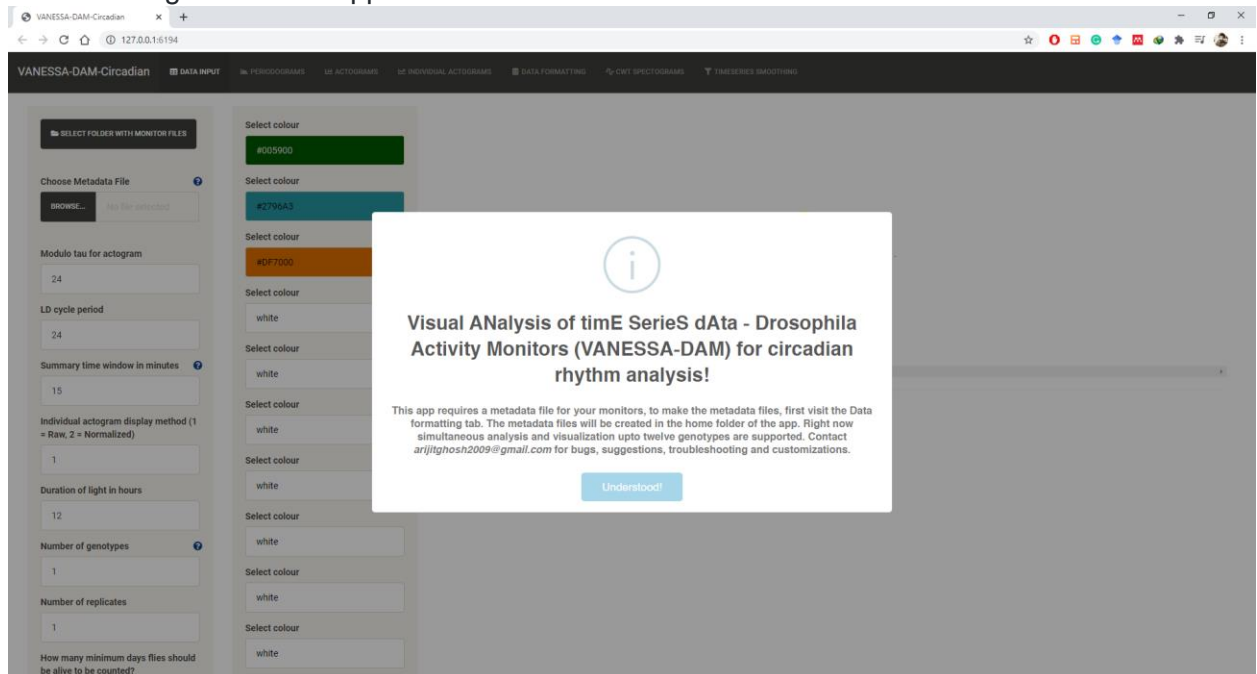 VANESSA-DAM-Circadian
127.0.0.1:6194
VANESSA-DAM-Circadian DATA INPUT PERIODOGRAMS ACTOGRAMS INDIVIDUAL ACTOGRAMS DATA FORMATTING CWT SPECTOGRAMS TIMESERIES SMOOTHING
SELECT FOLDER WITH MONITOR FILES
Choose Metadata File
BROWSE... No file selected
Modulo tau for actogram
24
LD cycle period
24
Summary time window in minutes
15
Individual actogram display method (1
= Raw, 2 = Normalized)
1
Duration of light in hours
12
Number of genotypes
1
Number of replicates
1
How many minimum days flies should
be alive to be counted?
Select colour
#005900
Select colour
#2796A3
Select colour
#DF7000
Select colour
white
Select colour
white
Select colour
white
Select colour
white
Select colour
white
Select colour
white
Select colour
white
Visual ANalysis of timE SerieS dAta - Drosophila
Activity Monitors (VANESSA-DAM) for circadian
rhythm analysis!
This app requires a metadata file for your monitors, to make the metadata files, first visit the Data
formatting tab. The metadata files will be created in the home folder of the app. Right now
simultaneous analysis and visualization upto twelve genotypes are supported. Contact
arijitghosh2009@gmail.com for bugs, suggestions, troubleshooting and customizations.
Understood!